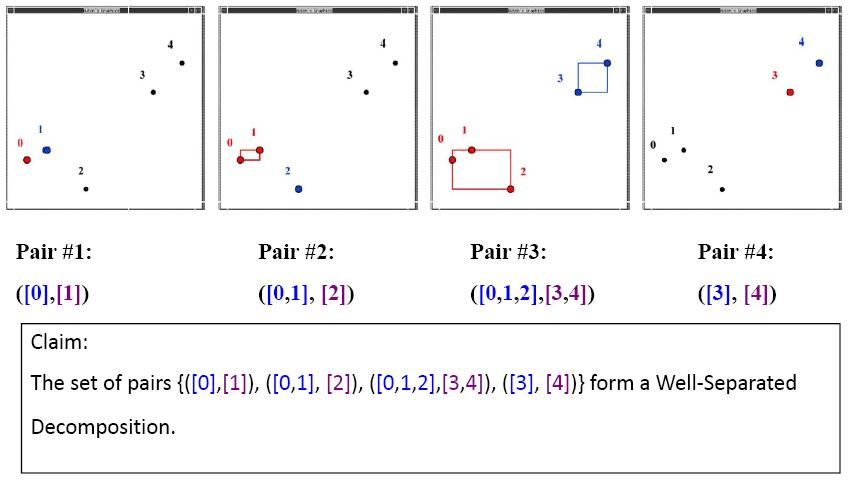 4 4 4 4
3 3 3 3
0 1 0 1 0 1 0 1
2 2 2 2
Pair #1: Pair #2: Pair #3: Pair #4:
([0],[1]) ([0,1], [2]) ([0,1,2],[3,4]) ([3], [4])
Claim:
The set of pairs {([0],[1]), ([0,1], [2]), ([0,1,2],[3,4]), ([3], [4])} form a Well-Separated
Decomposition.